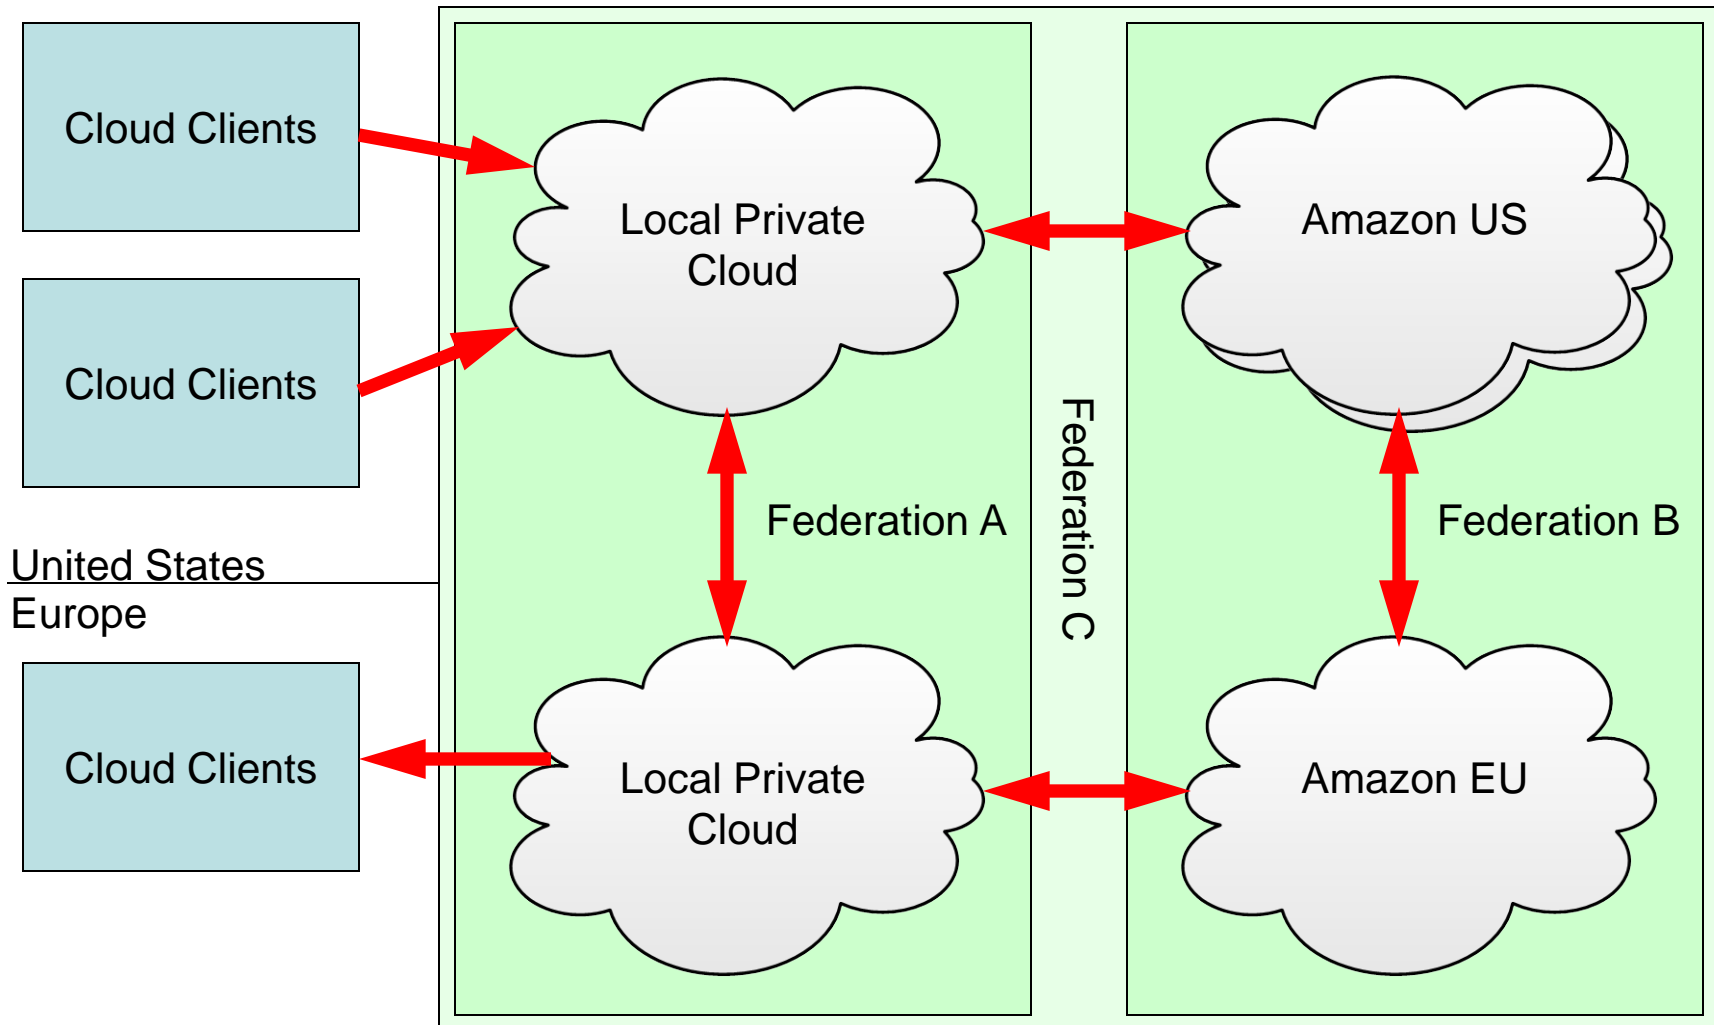 Cloud Clients
Local Private
Cloud
Amazon US
Cloud Clients
Federation A
Federation C
Federation B
United States
Europe
Cloud Clients
Local Private
Cloud
Amazon EU